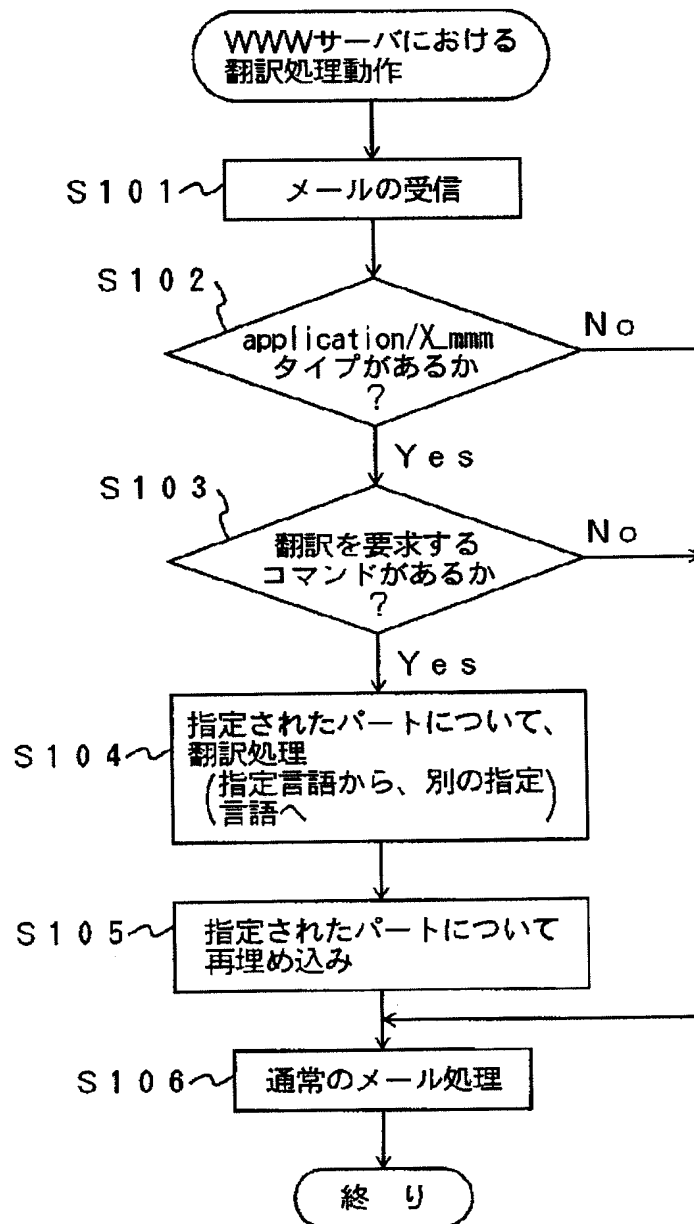 WWWサーバにおける
翻訳処理動作
S101
メールの受信
S102
application/X_mmm
タイプがあるか
?
No
Yes
S103
翻訳を要求する
コマンドがあるか
?
No
Yes
S104
指定されたパートについて、
翻訳処理
(指定言語から、別の指定
言語へ)
S105
指定されたパートについて
再埋め込み
S106
通常のメール処理
終り